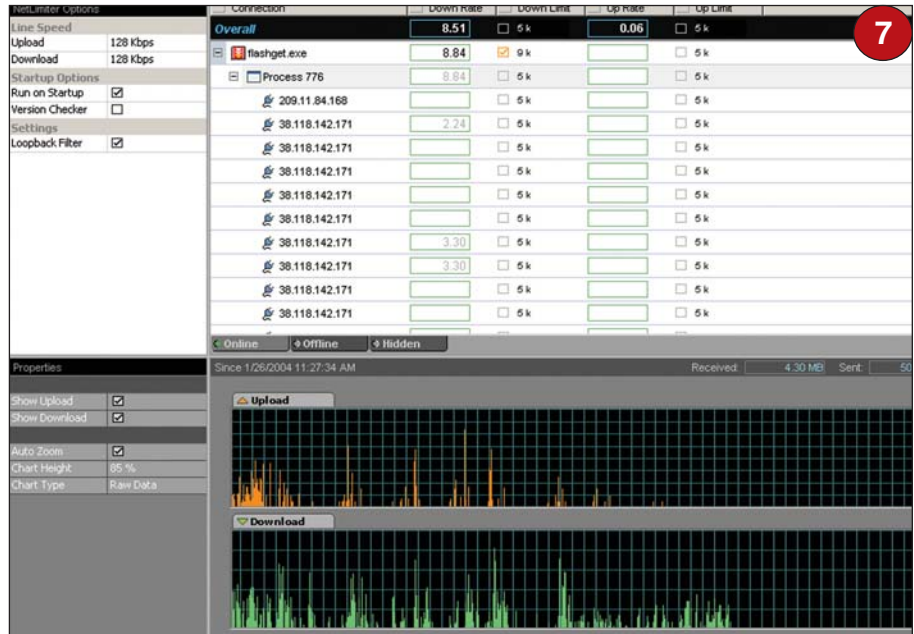 NetLimiter Options
Line Speed
Upload 128 Kbps
Download 128 Kbps
Startup Options
Run on Startup
Version Checker
Settings
Loopback Filter
Connection Down Rate Down Limit Up Rate Up Limit
Overall 8.51 5 k 0.06 5 k
7
flashget.exe 8.84 9 k 5 k
Process 776 8.84 5 k 5 k
209.11.84.168 5 k 5 k
38.118.142.171 2.24 5 k 5 k
38.118.142.171 5 k 5 k
38.118.142.171 5 k 5 k
38.118.142.171 5 k 5 k
38.118.142.171 5 k 5 k
38.118.142.171 3.30 5 k 5 k
38.118.142.171 3.30 5 k 5 k
38.118.142.171 5 k 5 k
38.118.142.171 5 k 5 k
Online Offline Hidden
Properties
Show Upload
Show Download
Auto Zoom
Chart Height 85 %
Chart Type Raw Data
Since 1/26/2004 11:27:34 AM Received: 4.30 MB Sent: 50
Upload
Download